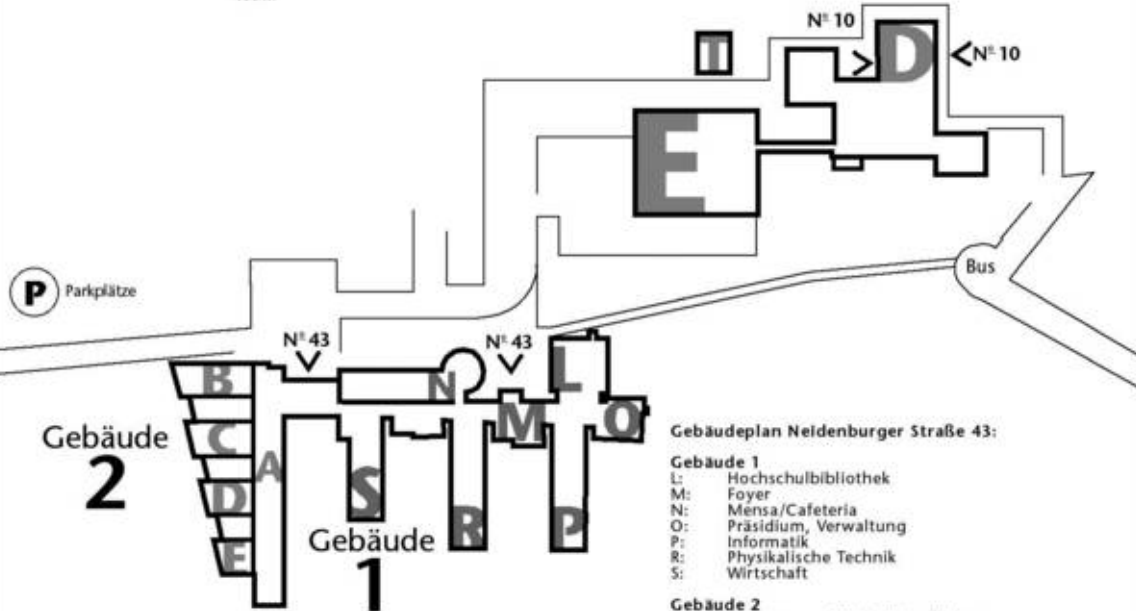 Nº 10
D
Nº 10
T
E
P Parkplätze
Bus
Nº 43
Nº 43
B
N
L
M
O
C
A
D
S
R
P
Gebäude
2
Gebäude
1
Gebäudeplan Neidenburger Straße 43:
Gebäude 1
L: Hochschulbibliothek
M: Foyer
N: Mensa/Cafeteria
O: Präsidium, Verwaltung
P: Informatik
R: Physikalische Technik
S: Wirtschaft
Gebäude 2